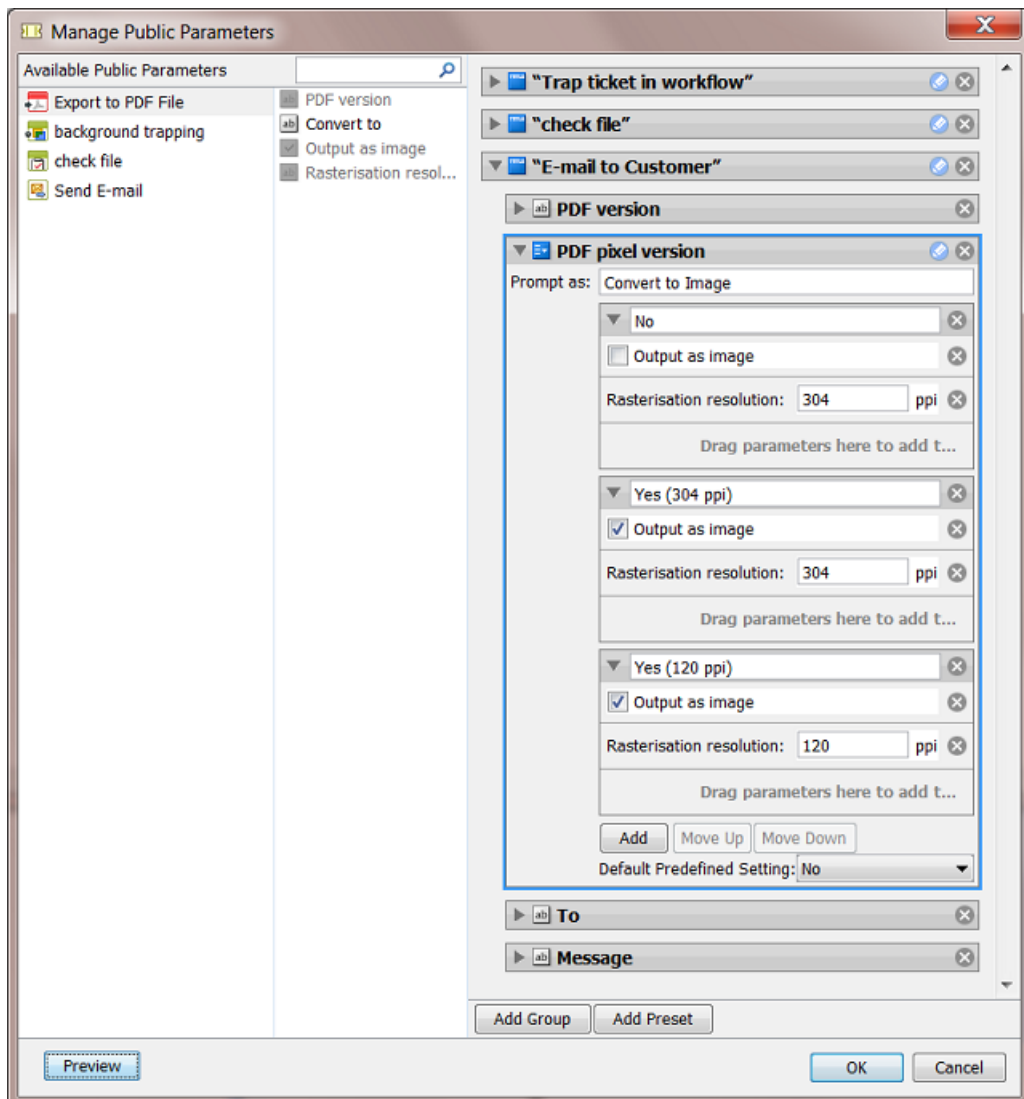 Manage Public Parameters
Available Public Parameters
Export to PDF File
background trapping
check file
Send E-mail
PDF version
Convert to
Output as image
Rasterisation resol...
"Trap ticket in workflow"
"check file"
"E-mail to Customer"
ab PDF version
PDF pixel version
Prompt as: Convert to Image
No
Output as image
Rasterisation resolution: 304 ppi
Drag parameters here to add t...
Yes (304 ppi)
Output as image
Rasterisation resolution: 304 ppi
Drag parameters here to add t...
Yes (120 ppi)
Output as image
Rasterisation resolution: 120 ppi
Drag parameters here to add t...
Add Move Up Move Down
Default Predefined Setting: No
ab To
ab Message
Add Group Add Preset
Preview OK Cancel